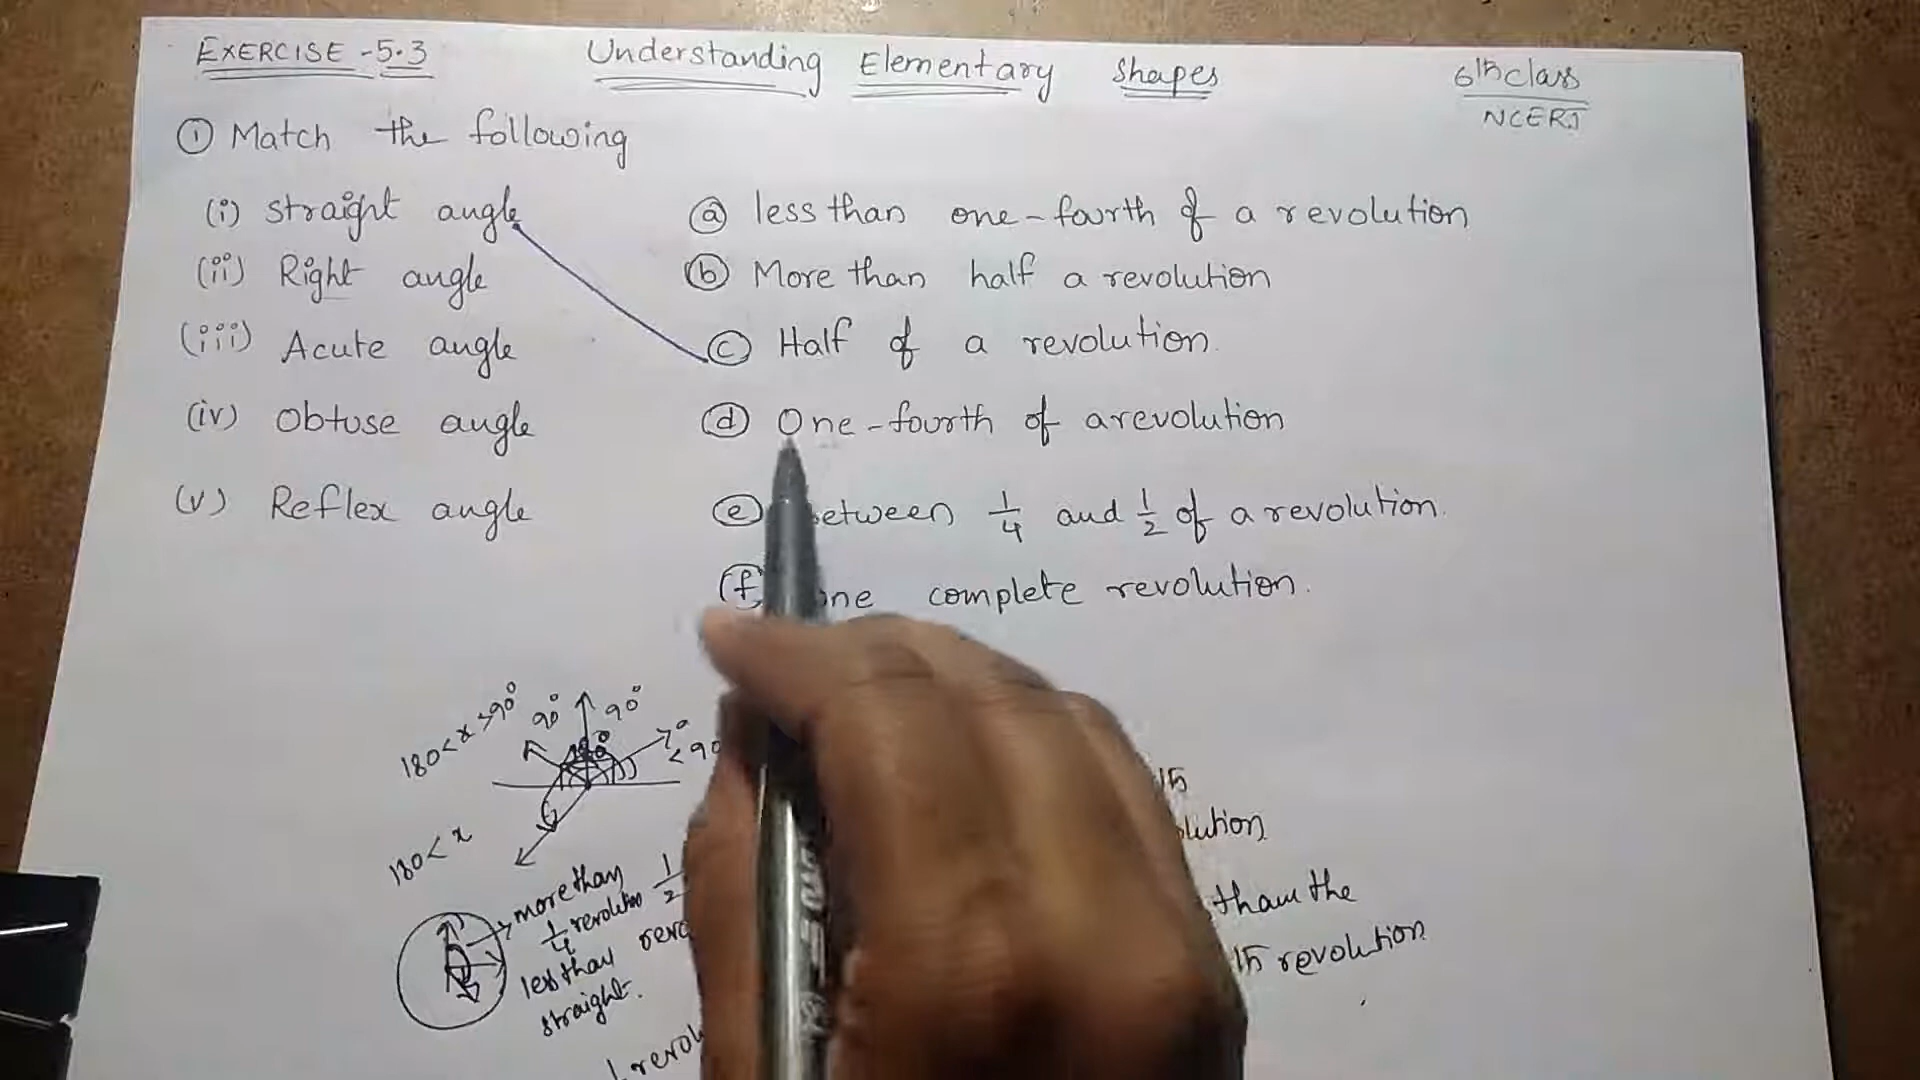 EXERCISE - 5.3 Understanding Elementary Shapes 6th class
NCERT
① Match the following
(i) straight angle ⓐ less than one-fourth of a revolution
(ii) Right angle ⓑ More than half a revolution
(iii) Acute angle ⓒ Half of a revolution.
(iv) Obtuse angle ⓓ One-fourth of a revolution
(v) Reflex angle ⓔ between 1/4 and 1/2 of a revolution.
ⓕ one complete revolution.
180 < x > 90° 90° 90°
< 90
180 < x
more than
1/4 revolution 1/2
less than
straight.
than the
revolution